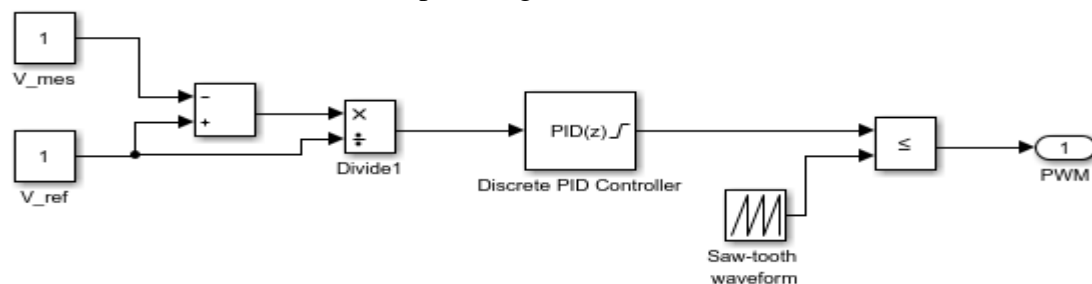 1
V_mes
1
V_ref
−
+
×
÷
Divide1
PID(z)
Discrete PID Controller
Saw-tooth
waveform
≤
1
PWM